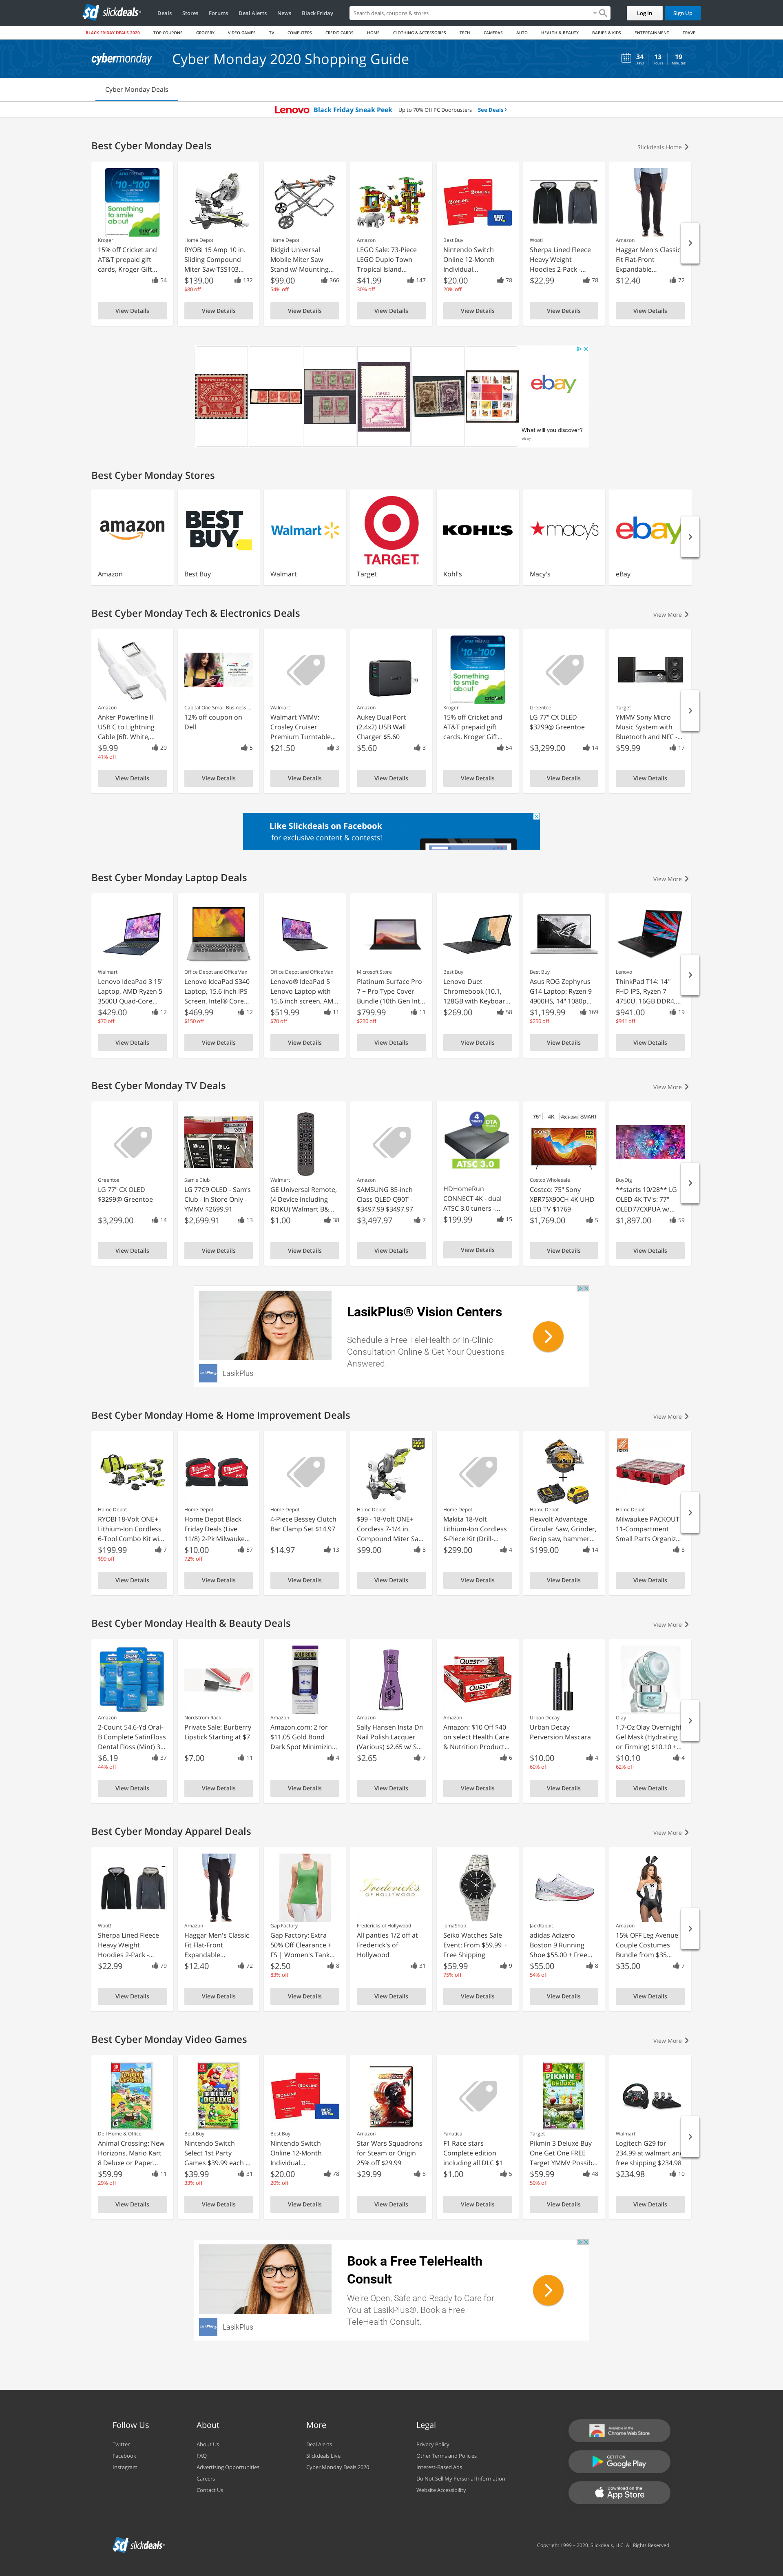 slickdeals
Deals
Stores
Forums
Deal Alerts
News
Black Friday
Search deals, coupons & stores
Log In
Sign Up
BLACK FRIDAY DEALS 2020
TOP COUPONS
GROCERY
VIDEO GAMES
TV
COMPUTERS
CREDIT CARDS
HOME
CLOTHING & ACCESSORIES
TECH
CAMERAS
AUTO
HEALTH & BEAUTY
BABIES & KIDS
ENTERTAINMENT
TRAVEL
cybermonday
Cyber Monday 2020 Shopping Guide
34 13 19
Days Hours Minutes
Cyber Monday Deals
Lenovo Black Friday Sneak Peek Up to 70% Off PC Doorbusters See Deals
Best Cyber Monday Deals
Slickdeals Home
Kroger
15% off Cricket and
AT&T prepaid gift
cards, Kroger Gift...
54
View Details
Home Depot
RYOBI 15 Amp 10 in.
Sliding Compound
Miter Saw-TSS103...
$139.00 132
$80 off
View Details
Home Depot
Ridgid Universal
Mobile Miter Saw
Stand w/ Mounting...
$99.00 366
54% off
View Details
Amazon
LEGO Sale: 73-Piece
LEGO Duplo Town
Tropical Island...
$41.99 147
30% off
View Details
Best Buy
Nintendo Switch
Online 12-Month
Individual...
$20.00 78
20% off
View Details
Woot!
Sherpa Lined Fleece
Heavy Weight
Hoodies 2-Pack -...
$22.99 78
View Details
Amazon
Haggar Men's Classic
Fit Flat-Front
Expandable...
$12.40 72
View Details
ebay
What will you discover?
eBay
Best Cyber Monday Stores
amazon
Amazon
BEST BUY
Best Buy
Walmart
Walmart
TARGET
Target
KOHL'S
Kohl's
macy's
Macy's
ebay
eBay
Best Cyber Monday Tech & Electronics Deals
View More
Amazon
Anker Powerline II
USB C to Lightning
Cable [6ft. White,...
$9.99 20
41% off
View Details
Capital One Small Business ...
12% off coupon on
Dell
5
View Details
Walmart
Walmart YMMV:
Crosley Cruiser
Premium Turntable...
$21.50 3
View Details
Amazon
Aukey Dual Port
(2.4x2) USB Wall
Charger $5.60
$5.60 3
View Details
Kroger
15% off Cricket and
AT&T prepaid gift
cards, Kroger Gift...
54
View Details
Greentoe
LG 77" CX OLED
$3299@ Greentoe
$3,299.00 14
View Details
Target
YMMV Sony Micro
Music System with
Bluetooth and NFC -...
$59.99 17
View Details
Like Slickdeals on Facebook
for exclusive content & contests!
Best Cyber Monday Laptop Deals
View More
Walmart
Lenovo IdeaPad 3 15"
Laptop, AMD Ryzen 5
3500U Quad-Core...
$429.00 12
$70 off
View Details
Office Depot and OfficeMax
Lenovo IdeaPad S340
Laptop, 15.6 inch IPS
Screen, Intel® Core...
$469.99 12
$150 off
View Details
Office Depot and OfficeMax
Lenovo® IdeaPad 5
Lenovo Laptop with
15.6 inch screen, AM...
$519.99 11
$70 off
View Details
Microsoft Store
Platinum Surface Pro
7 + Pro Type Cover
Bundle (10th Gen Int...
$799.99 11
$230 off
View Details
Best Buy
Lenovo Duet
Chromebook (10.1,
128GB with Keyboar...
$269.00 58
View Details
Best Buy
Asus ROG Zephyrus
G14 Laptop: Ryzen 9
4900HS, 14" 1080p...
$1,199.99 169
$250 off
View Details
Lenovo
ThinkPad T14: 14"
FHD IPS, Ryzen 7
4750U, 16GB DDR4,...
$941.00 19
$941 off
View Details
Best Cyber Monday TV Deals
View More
Greentoe
LG 77" CX OLED
$3299@ Greentoe
$3,299.00 14
View Details
Sam's Club
LG 77C9 OLED - Sam's
Club - In Store Only -
YMMV $2699.91
$2,699.91 13
View Details
Walmart
GE Universal Remote,
(4 Device including
ROKU) Walmart B&...
$1.00 38
View Details
Amazon
SAMSUNG 85-inch
Class QLED Q90T -
$3497.99 $3497.97
$3,497.97 7
View Details
4 DTA
ATSC 3.0
HDHomeRun
CONNECT 4K - dual
ATSC 3.0 tuners -...
$199.99 15
View Details
75" 4K SMART
Costco Wholesale
Costco: 75" Sony
XBR75X90CH 4K UHD
LED TV $1769
$1,769.00 5
View Details
BuyDig
**starts 10/28** LG
OLED 4K TV's: 77"
OLED77CXPUA w/...
$1,897.00 59
View Details
LasikPlus® Vision Centers
Schedule a Free TeleHealth or In-Clinic
Consultation Online & Get Your Questions
Answered.
LasikPlus
Best Cyber Monday Home & Home Improvement Deals
View More
Home Depot
RYOBI 18-Volt ONE+
Lithium-Ion Cordless
6-Tool Combo Kit wi...
$199.99 7
$99 off
View Details
Home Depot
Home Depot Black
Friday Deals (Live
11/8) 2-Pk Milwauke...
$10.00 57
72% off
View Details
Home Depot
4-Piece Bessey Clutch
Bar Clamp Set $14.97
$14.97 13
View Details
Home Depot
$99 - 18-Volt ONE+
Cordless 7-1/4 in.
Compound Miter Sa...
$99.00 8
View Details
Home Depot
Makita 18-Volt
Lithium-Ion Cordless
6-Piece Kit (Drill-...
$299.00 4
View Details
Home Depot
Flexvolt Advantage
Circular Saw, Grinder,
Recip saw, hammer...
$199.00 14
View Details
Home Depot
Milwaukee PACKOUT
11-Compartment
Small Parts Organiz...
8
View Details
Best Cyber Monday Health & Beauty Deals
View More
Amazon
2-Count 54.6-Yd Oral-
B Complete SatinFloss
Dental Floss (Mint) 3...
$6.19 37
44% off
View Details
Nordstrom Rack
Private Sale: Burberry
Lipstick Starting at $7
$7.00 11
View Details
Amazon
Amazon.com: 2 for
$11.05 Gold Bond
Dark Spot Minimizin...
4
View Details
Amazon
Sally Hansen Insta Dri
Nail Polish Lacquer
(Various) $2.65 w/ S...
$2.65 7
View Details
Amazon
Amazon: $10 Off $40
on select Health Care
& Nutrition Product...
6
View Details
Urban Decay
Urban Decay
Perversion Mascara
$10.00 4
60% off
View Details
Olay
1.7-Oz Olay Overnight
Gel Mask (Hydrating
or Firming) $10.10 +...
$10.10 4
62% off
View Details
Best Cyber Monday Apparel Deals
View More
Woot!
Sherpa Lined Fleece
Heavy Weight
Hoodies 2-Pack -...
$22.99 79
View Details
Amazon
Haggar Men's Classic
Fit Flat-Front
Expandable...
$12.40 72
View Details
Gap Factory
Gap Factory: Extra
50% Off Clearance +
FS | Women's Tank...
$2.50 8
83% off
View Details
Frederick's
OF HOLLYWOOD
Fredericks of Hollywood
All panties 1/2 off at
Frederick's of
Hollywood
31
View Details
JomaShop
Seiko Watches Sale
Event: From $59.99 +
Free Shipping
$59.99 9
75% off
View Details
JackRabbit
adidas Adizero
Boston 9 Running
Shoe $55.00 + Free...
$55.00 8
54% off
View Details
Amazon
15% OFF Leg Avenue
Couple Costumes
Bundle from $35...
$35.00 7
View Details
Best Cyber Monday Video Games
View More
Dell Home & Office
Animal Crossing: New
Horizons, Mario Kart
8 Deluxe or Paper...
$59.99 11
29% off
View Details
Best Buy
Nintendo Switch
Select 1st Party
Games $39.99 each ...
$39.99 31
33% off
View Details
Best Buy
Nintendo Switch
Online 12-Month
Individual...
$20.00 78
20% off
View Details
Amazon
Star Wars Squadrons
for Steam or Origin
25% off $29.99
$29.99 8
View Details
Fanatical
F1 Race stars
Complete edition
including all DLC $1
$1.00 5
View Details
Target
Pikmin 3 Deluxe Buy
One Get One FREE
Target YMMV Possib...
$59.99 48
50% off
View Details
Walmart
Logitech G29 for
234.99 at walmart and
free shipping $234.98
$234.98 10
View Details
Book a Free TeleHealth
Consult
We're Open, Safe and Ready to Care for
You at LasikPlus®. Book a Free
TeleHealth Consult.
LasikPlus
Follow Us
Twitter
Facebook
Instagram
About
About Us
FAQ
Advertising Opportunities
Careers
Contact Us
More
Deal Alerts
Slickdeals Live
Cyber Monday Deals 2020
Legal
Privacy Policy
Other Terms and Policies
Interest-Based Ads
Do Not Sell My Personal Information
Website Accessibility
Available in the
Chrome Web Store
GET IT ON
Google Play
Download on the
App Store
slickdeals
Copyright 1999 – 2020. Slickdeals, LLC. All Rights Reserved.